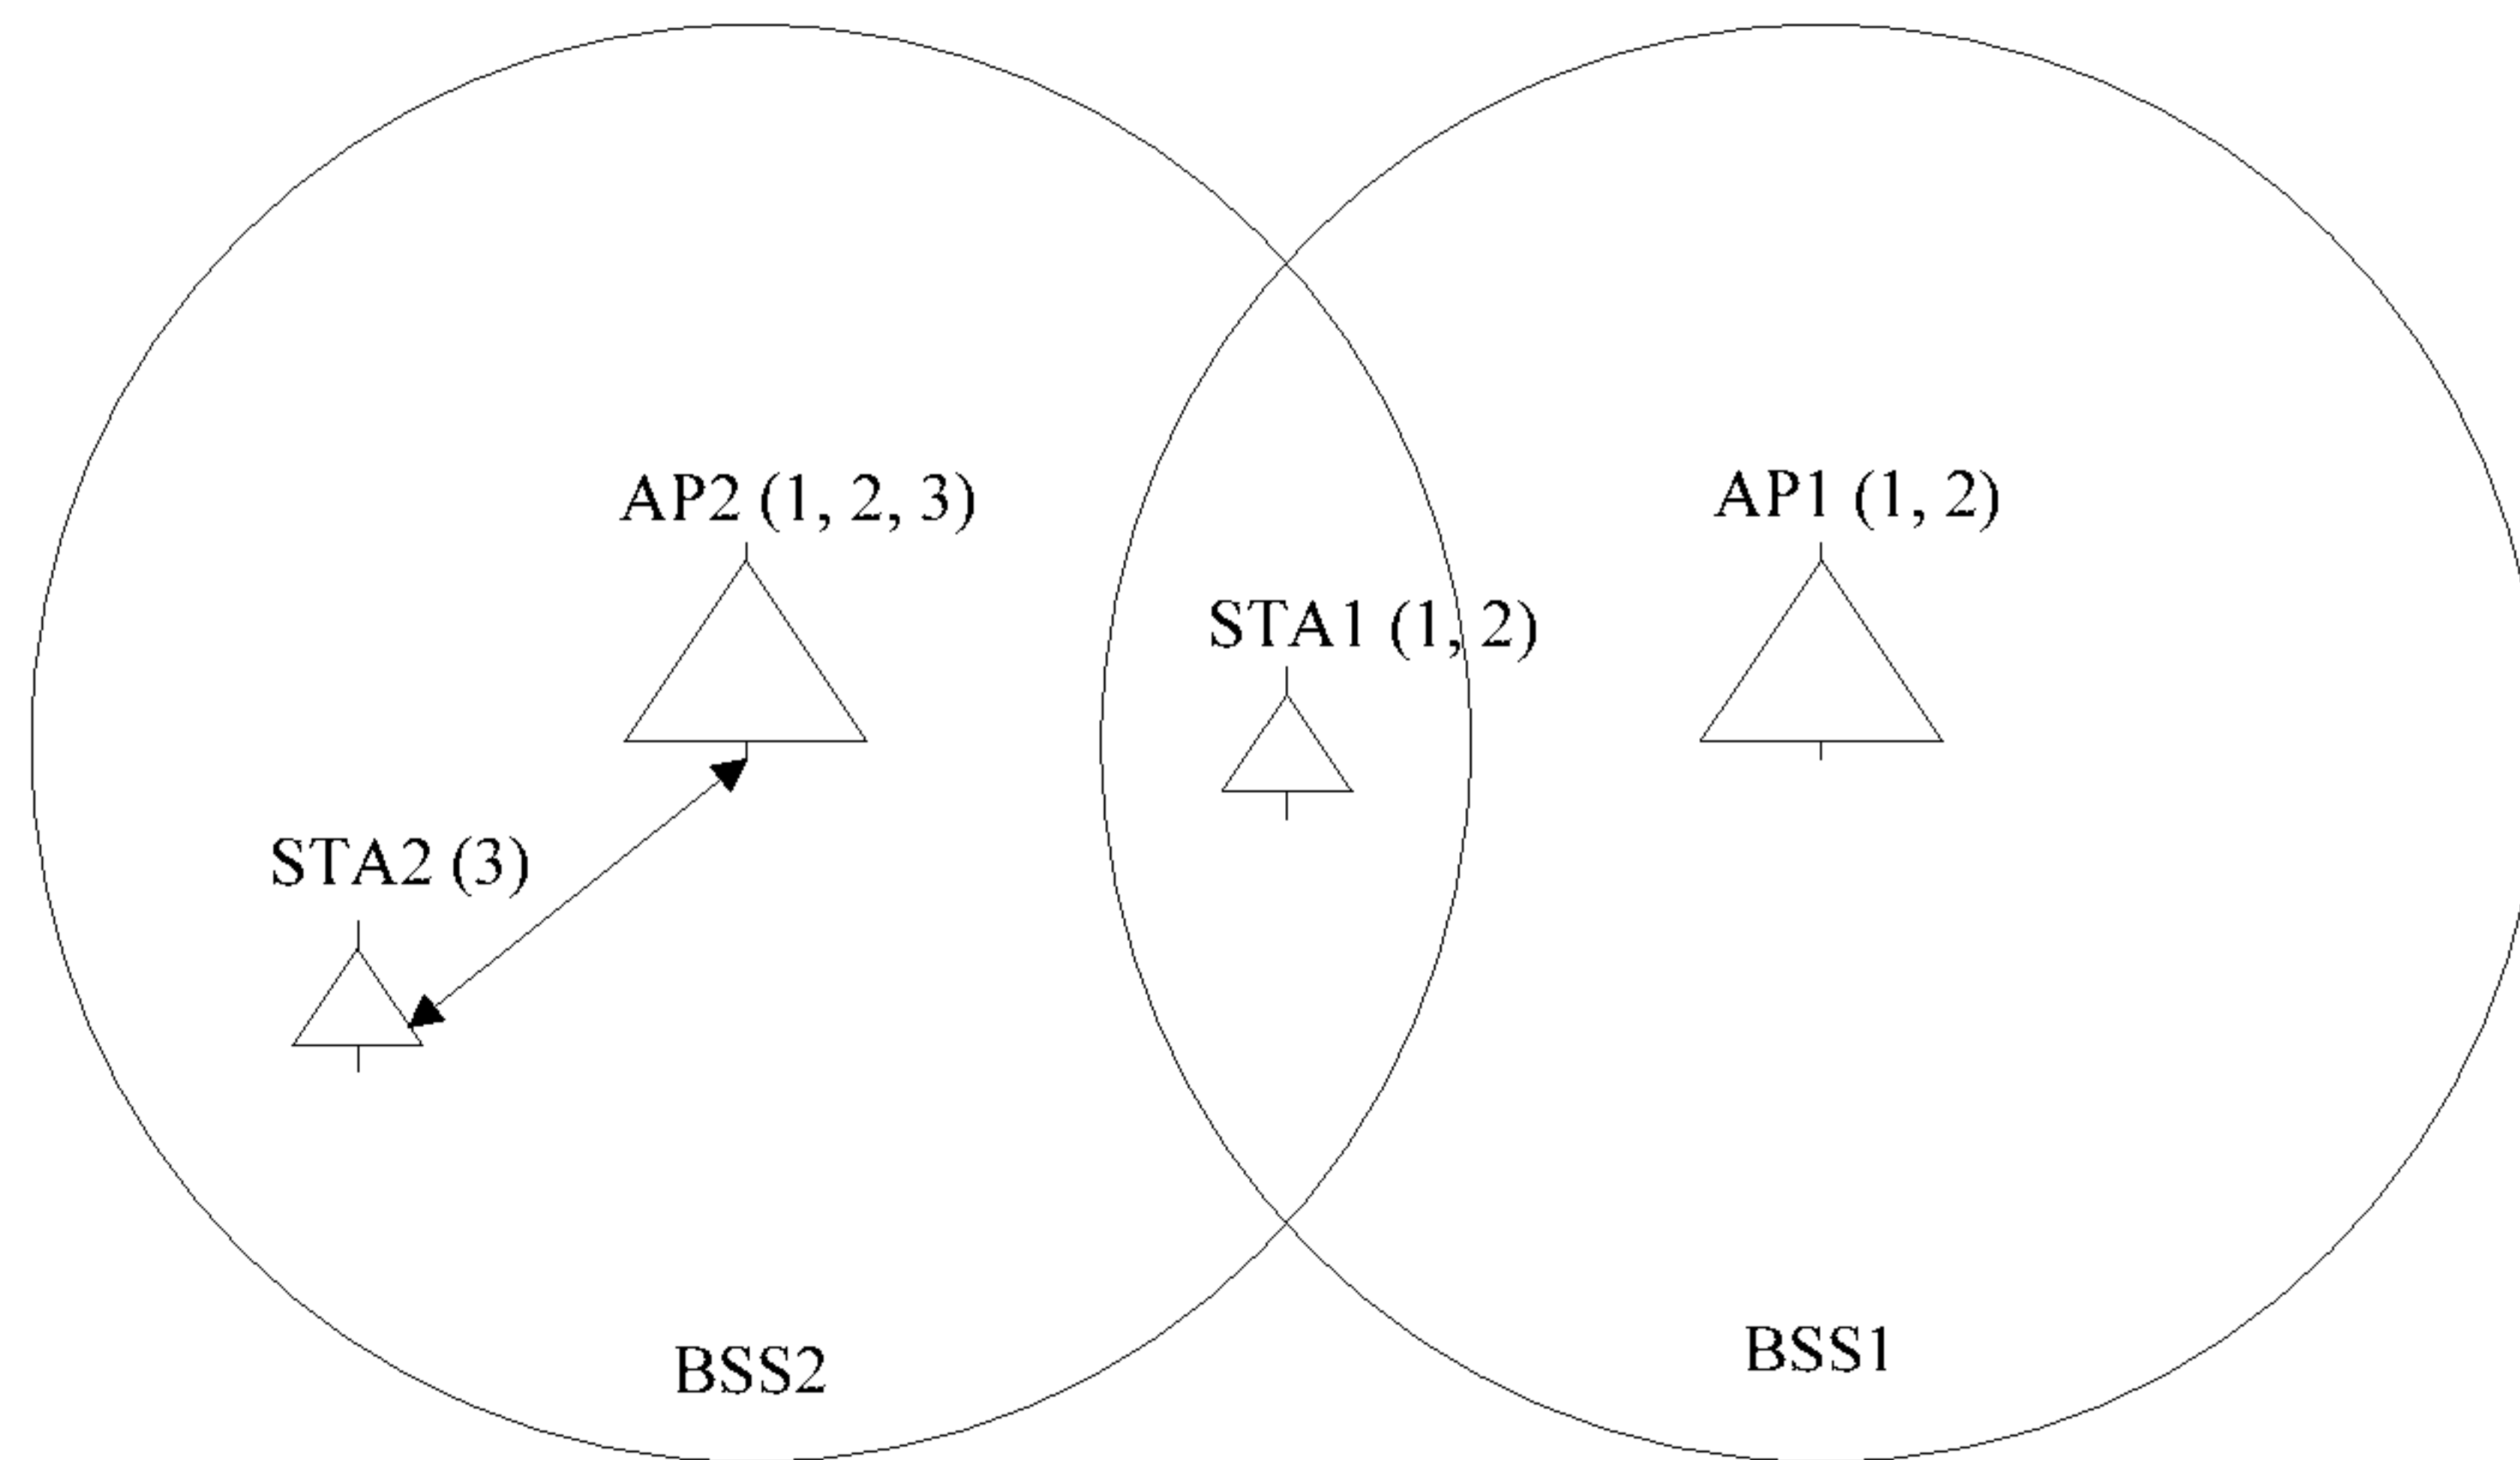 AP2 (1, 2, 3)
AP1 (1, 2)
STA1 (1, 2)
STA2 (3)
BSS2
BSS1